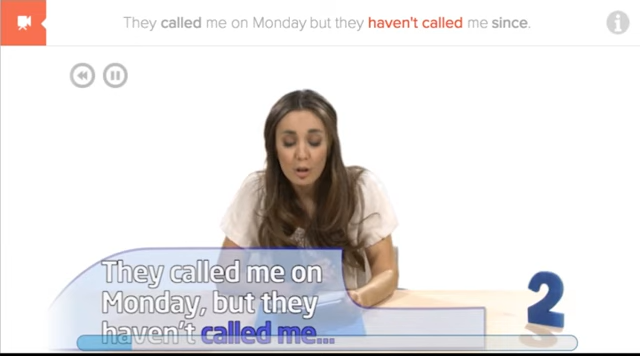 They called me on Monday but they haven't called me since.
i
They called me on
Monday, but they
haven't called me...
2